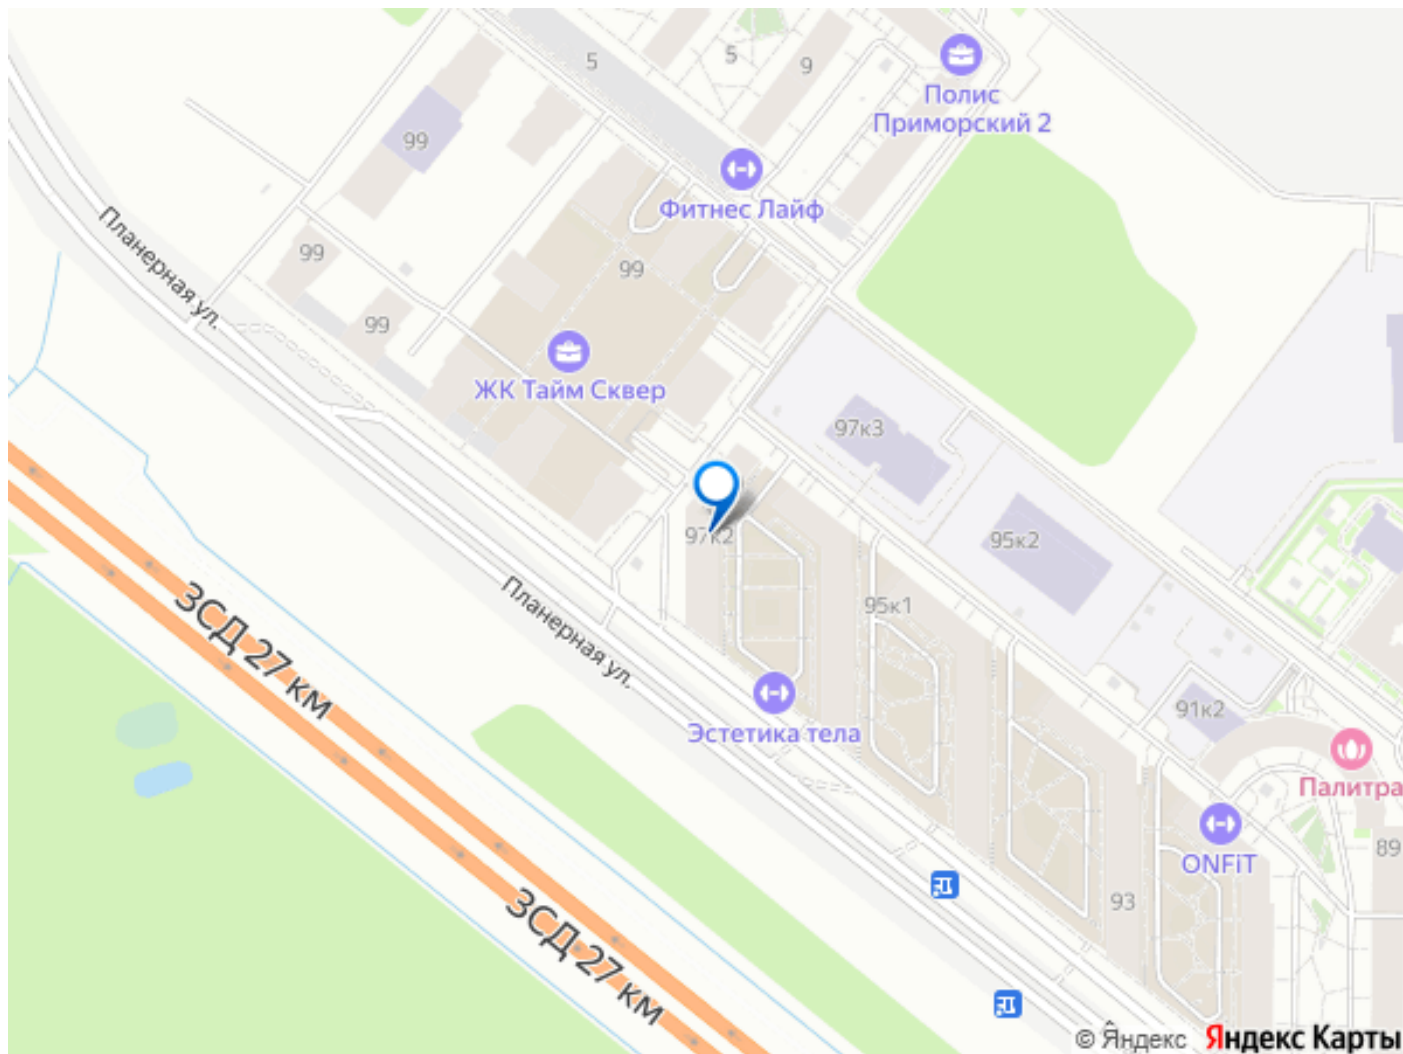 5
5
9
Полис
Приморский 2
99
Фитнес Лайф
Планерная ул.
99
99
99
ЖК Тайм Сквер
97к3
97к2
95к2
ЗСД 27 км
Планерная ул.
95к1
91к2
Эстетика тела
Палитра
ONFiT
89
93
ЗСД 27 км
© Яндекс Яндекс Карты